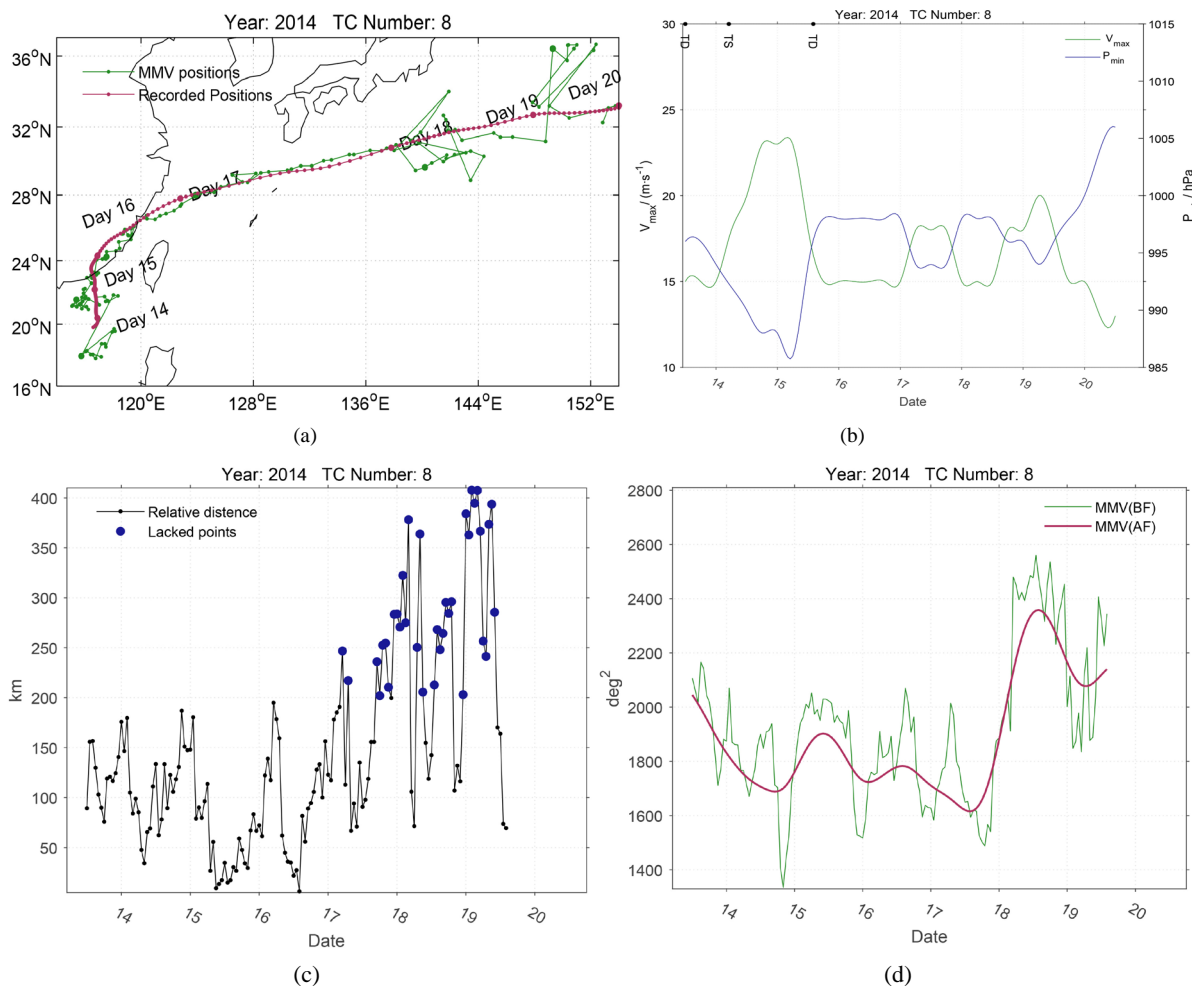 Year: 2014 TC Number: 8
36°N
32°N
28°N
24°N
20°N
16°N
MMV positions
Recorded Positions
Day 20
Day 19
Day 18
Day 17
Day 16
Day 15
Day 14
120°E 128°E 136°E 144°E 152°E
(a)
Year: 2014 TC Number: 8
TD TS TD
30
25
20
15
10
V_max/ (m·s⁻¹)
V_max
P_min
1015
1010
1005
1000
995
990
985
/ hPa
14 15 16 17 18 19 20
Date
(b)
Year: 2014 TC Number: 8
400
350
300
250
200
150
100
50
km
Relative distence
Lacked points
14 15 16 17 18 19 20
Date
(c)
Year: 2014 TC Number: 8
2800
2600
2400
2200
2000
1800
1600
1400
deg²
MMV(BF)
MMV(AF)
14 15 16 17 18 19 20
Date
(d)